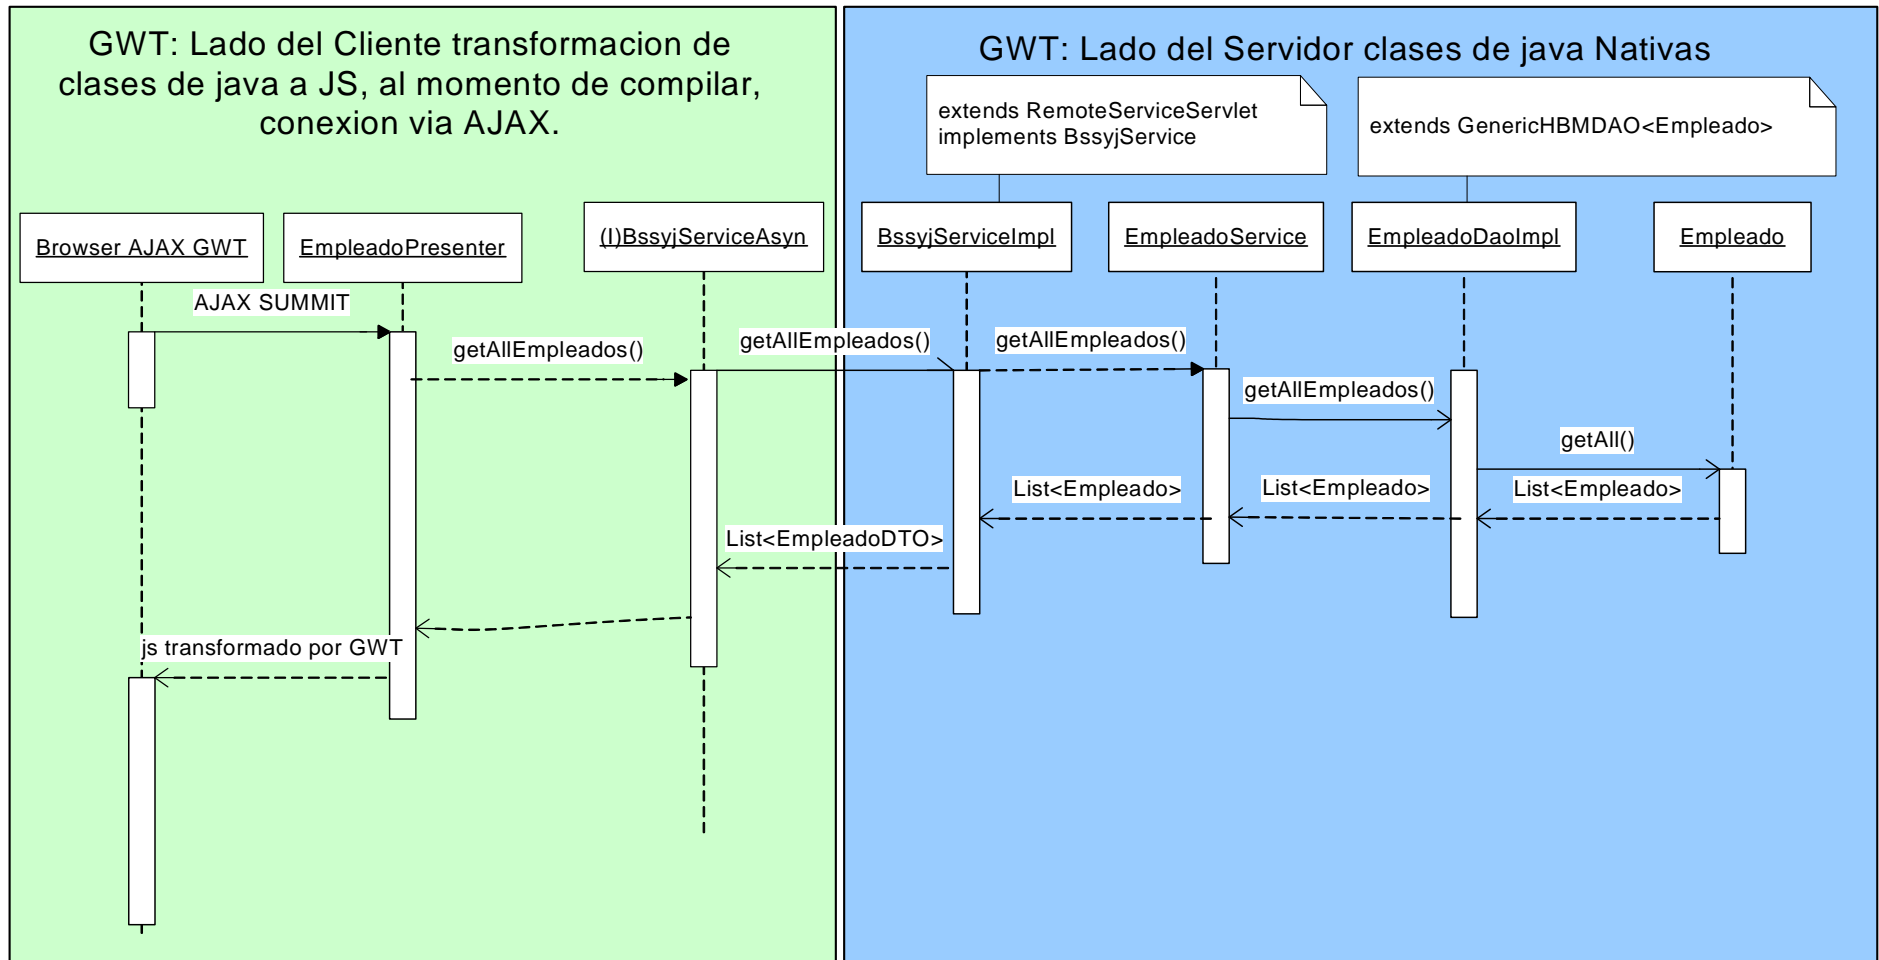 GWT: Lado del Cliente transformacion de
clases de java a JS, al momento de compilar,
conexion via AJAX.
GWT: Lado del Servidor clases de java Nativas
extends RemoteServiceServlet
implements BssyjService
extends GenericHBMDAO<Empleado>
Browser AJAX GWT
EmpleadoPresenter
(I)BssyjServiceAsyn
BssyjServiceImpl
EmpleadoService
EmpleadoDaoImpl
Empleado
AJAX SUMMIT
getAllEmpleados()
getAllEmpleados()
getAllEmpleados()
getAllEmpleados()
getAll()
List<Empleado>
List<Empleado>
List<Empleado>
List<EmpleadoDTO>
js transformado por GWT